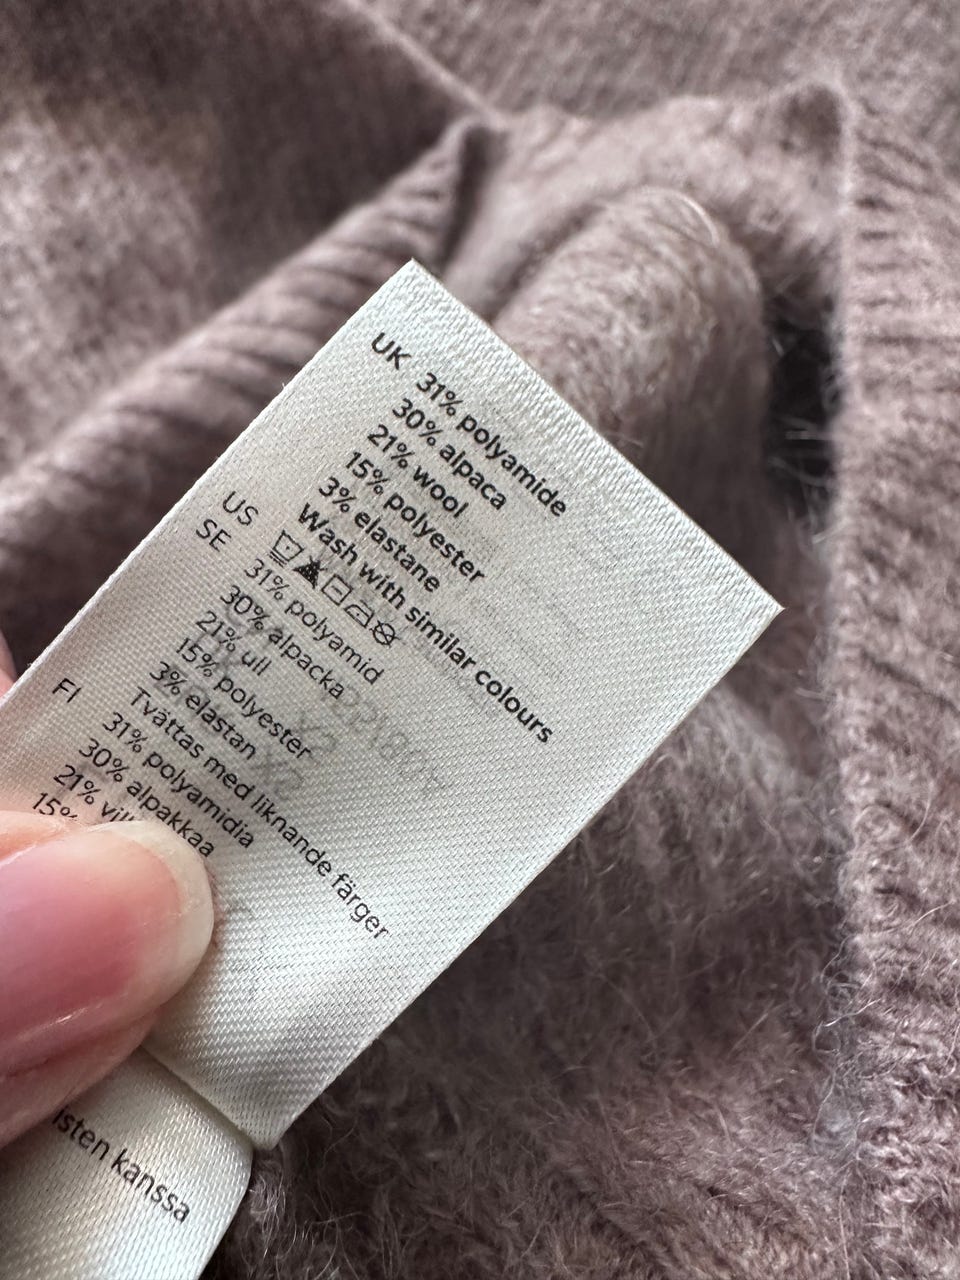 UK 31% polyamide
30% alpaca
21% wool
15% polyester
3% elastane
Wash with similar colours
US
SE 31% polyamid
30% alpacka
21% ull
15% polyester
3% elastan
Tvättas med liknande färger
FI 31% polyamidia
30% alpakkaa
21%
15%
kanssa